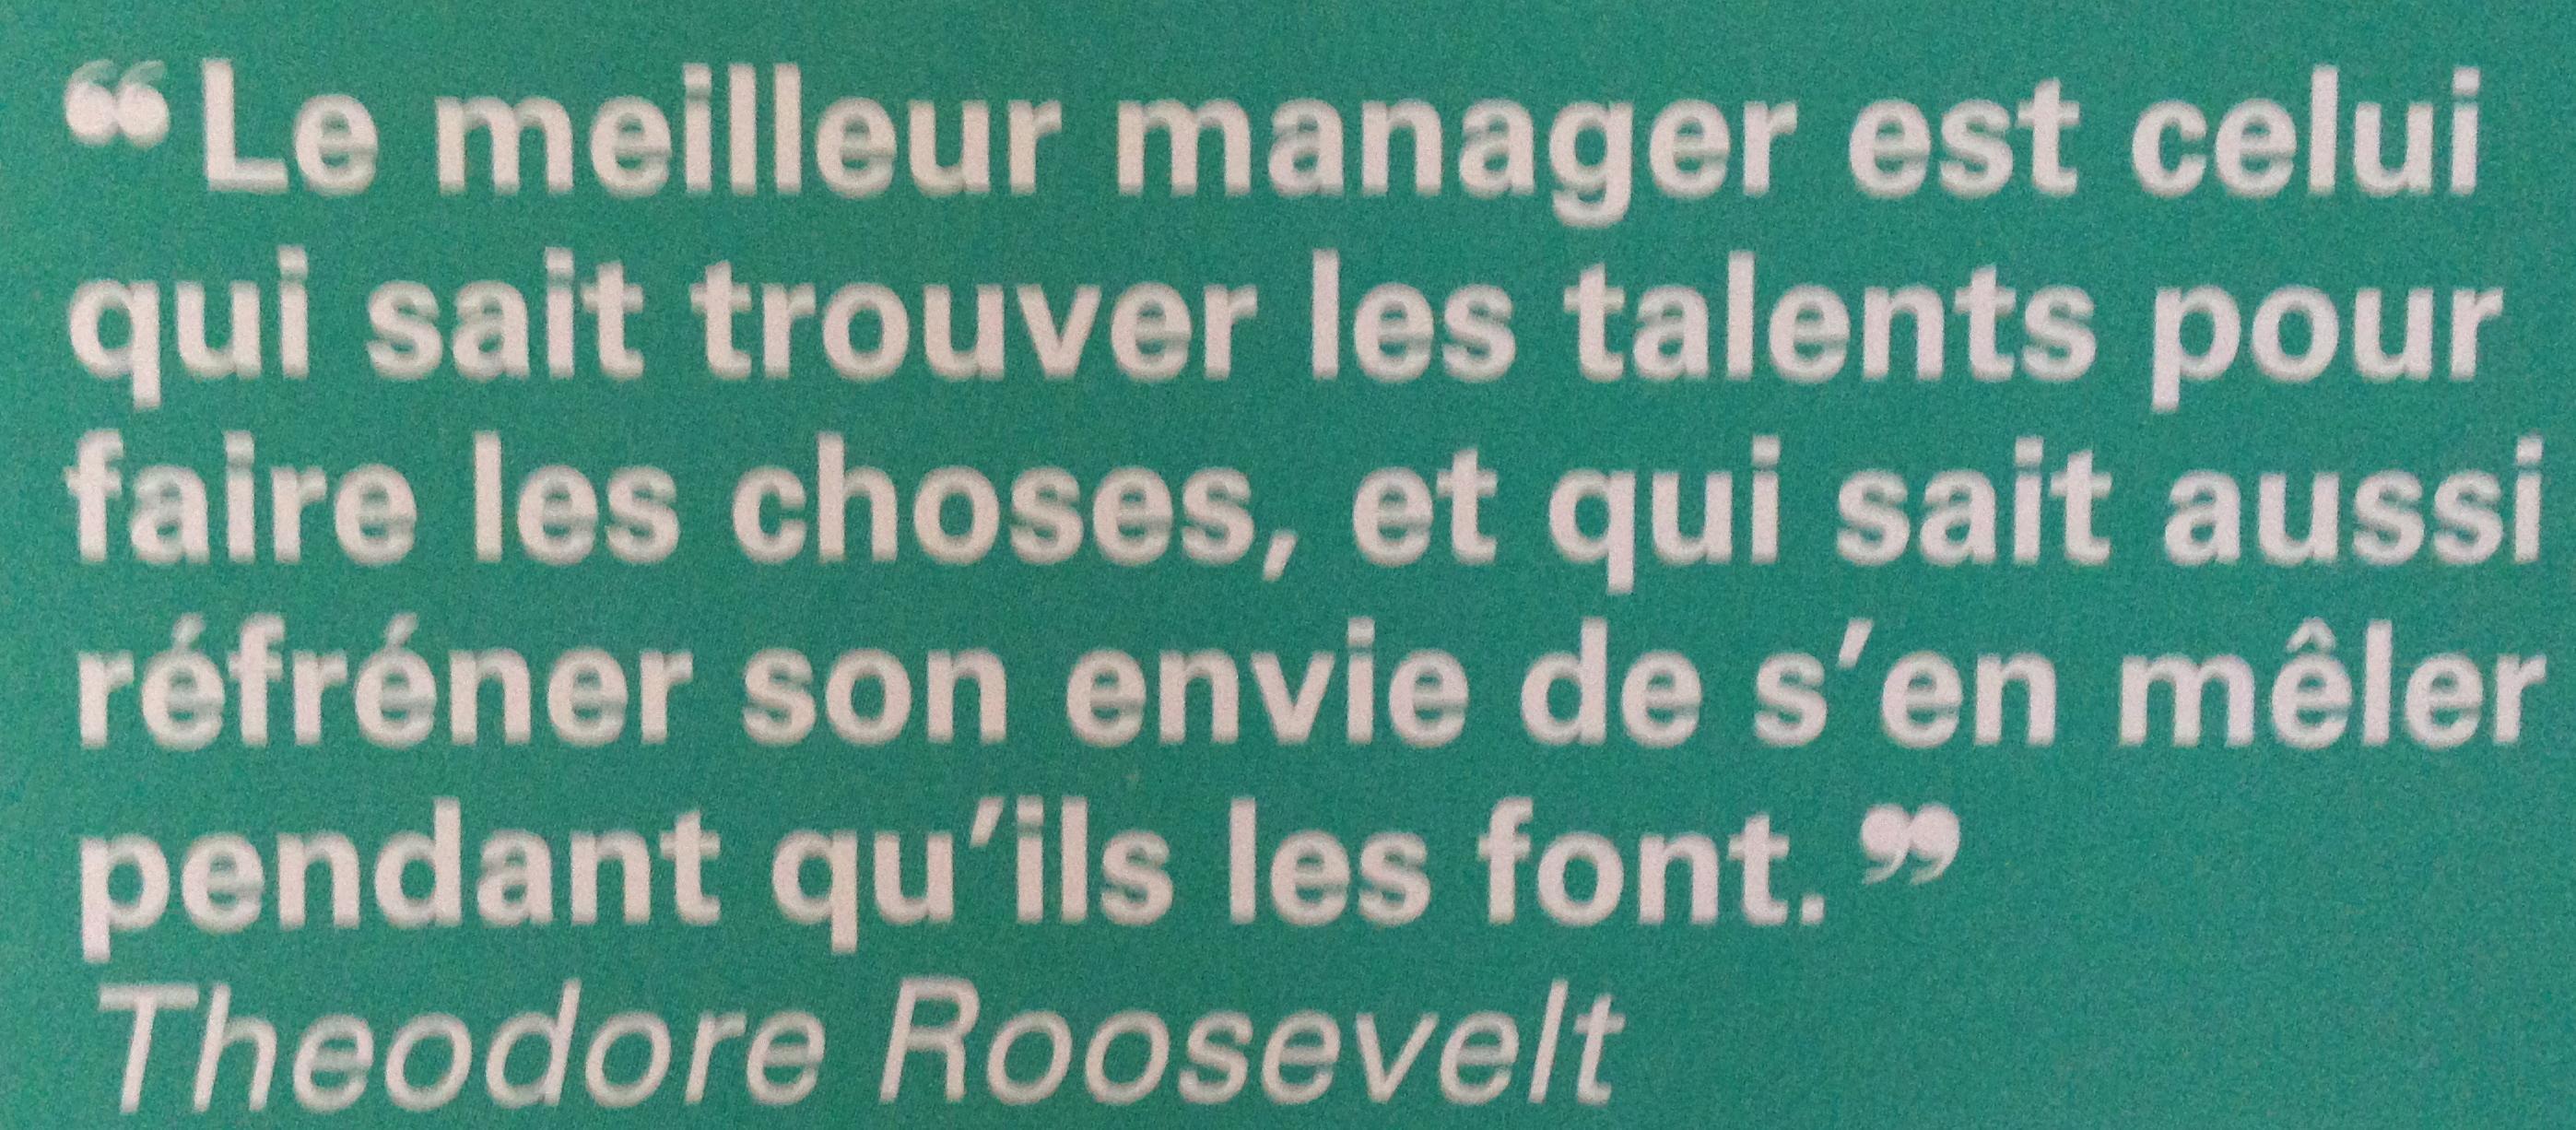 “Le meilleur manager est celui
qui sait trouver les talents pour
faire les choses, et qui sait aussi
réfréner son envie de s’en mêler
pendant qu’ils les font.”
Theodore Roosevelt